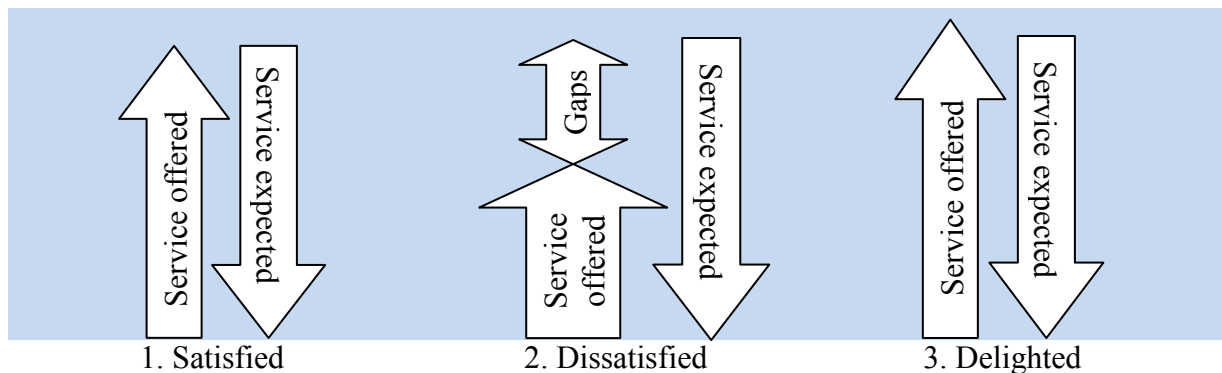 Service offered
Service expected
Gaps
Service
offered
Service expected
Service offered
Service expected
1. Satisfied
2. Dissatisfied
3. Delighted